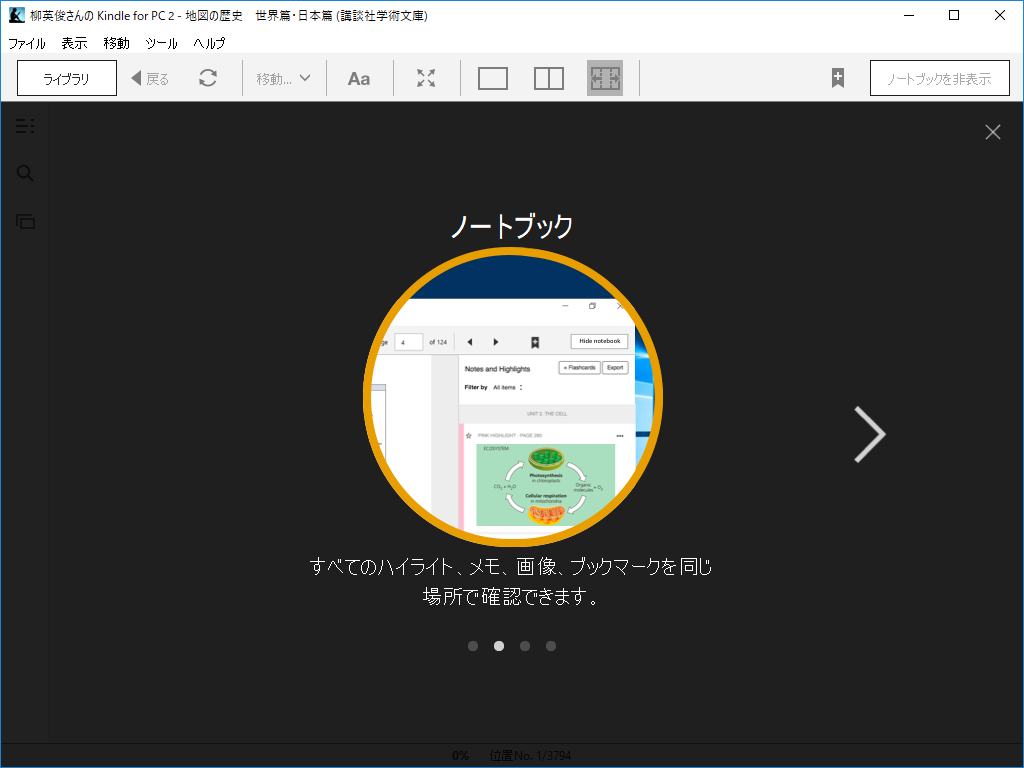 柳英俊さんの Kindle for PC 2 - 地図の歴史　世界篇・日本篇 (講談社学術文庫)
ファイル 表示 移動 ツール ヘルプ
ライブラリ 戻る 移動... Aa ノートブックを非表示
ノートブック
ge 4 of 124 Hide notebook
Notes and Highlights + Flashcards Export
Filter by All items
UNIT 2: THE CELL
PINK HIGHLIGHT · PAGE 280
ECOSYSTEM
Photosynthesis
in chloroplasts
CO2 + H2O
Organic
molecules + O2
Cellular respiration
in mitochondria
すべてのハイライト、メモ、画像、ブックマークを同じ
場所で確認できます。
0% 位置No. 1/3794